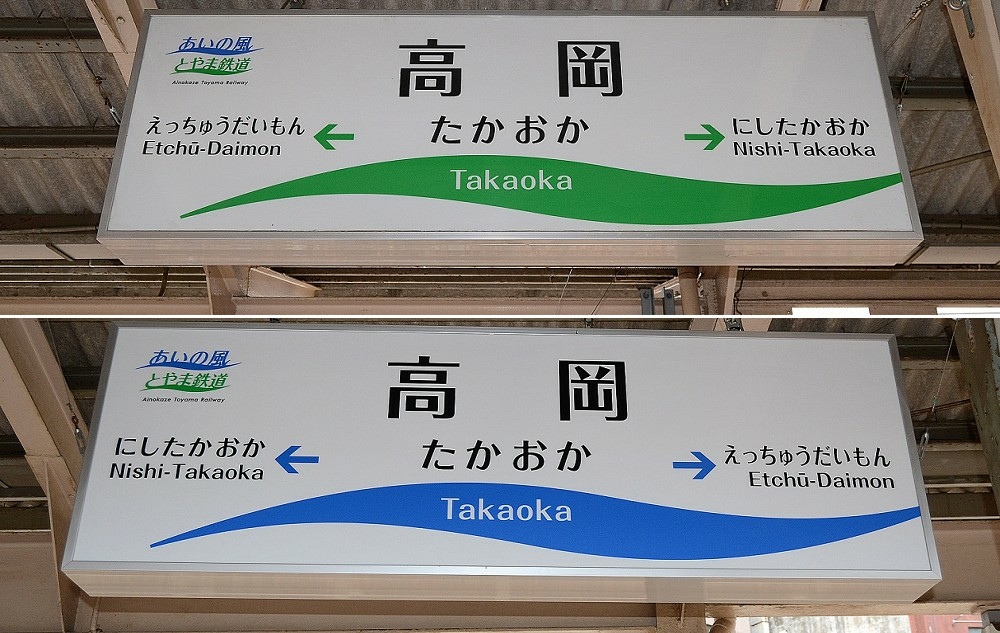 あいの風
とやま鉄道
Ainokaze Toyama Railway
高岡
たかおか
えっちゅうだいもん
Etchū-Daimon
にしたかおか
Nishi-Takaoka
Takaoka
あいの風
とやま鉄道
Ainokaze Toyama Railway
高岡
たかおか
にしたかおか
Nishi-Takaoka
えっちゅうだいもん
Etchū-Daimon
Takaoka